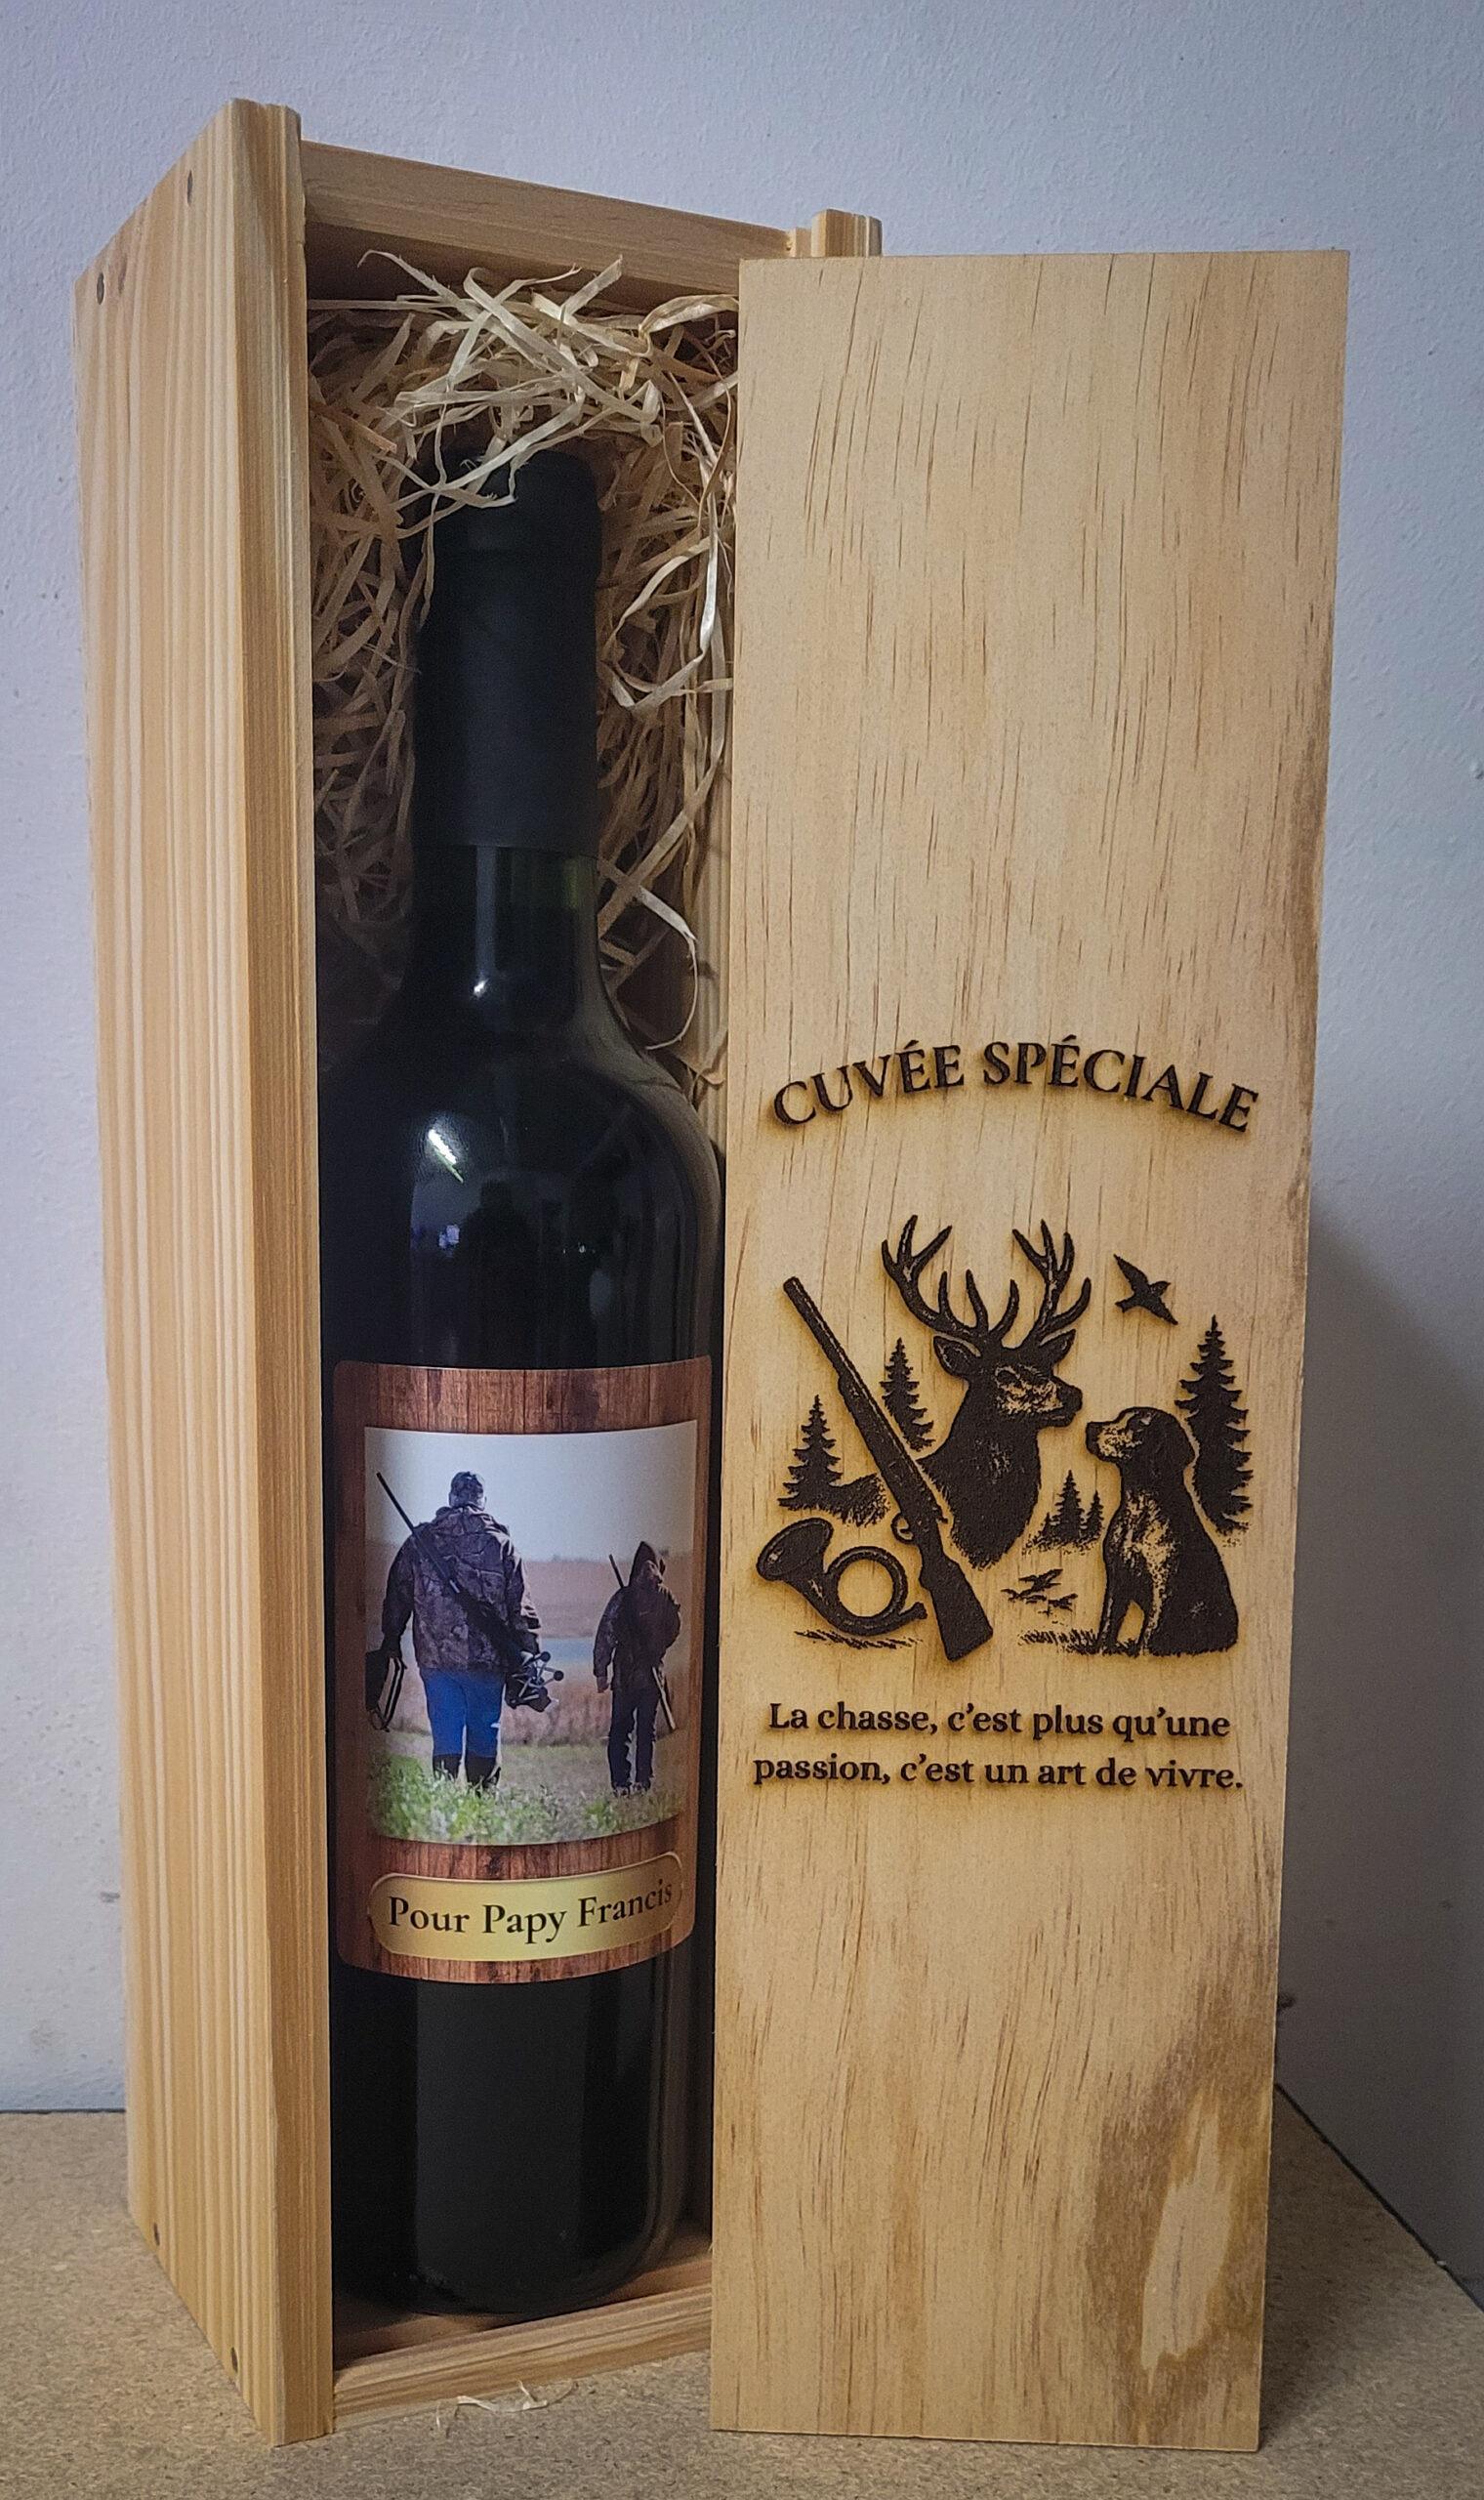 Pour Papy Francis
CUVÉE SPÉCIALE
La chasse, c’est plus qu’une
passion, c’est un art de vivre.